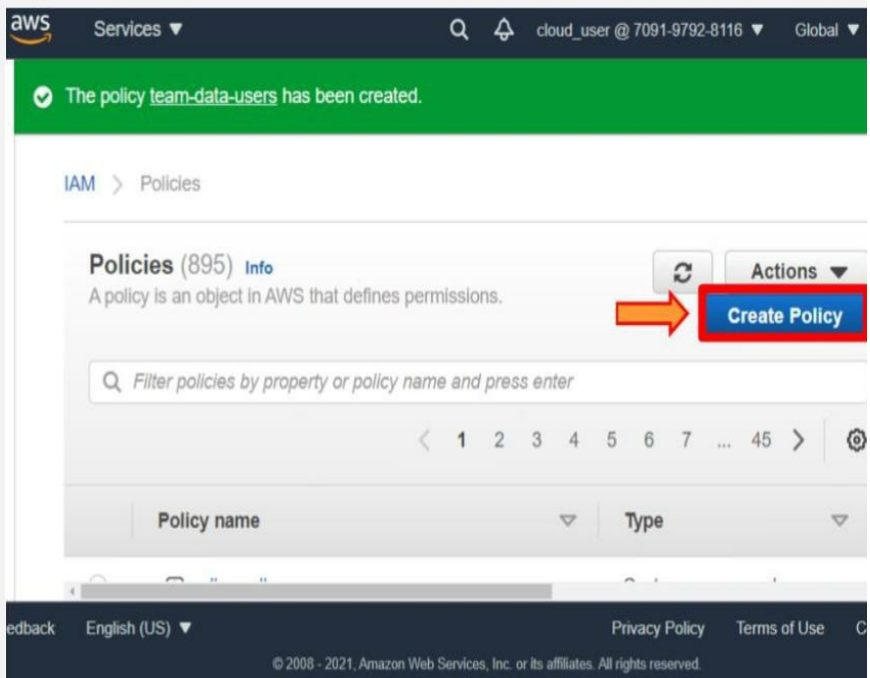 aws Services cloud_user @ 7091-9792-8116 Global
The policy team-data-users has been created.
IAM > Policies
Policies (895) Info
Actions
A policy is an object in AWS that defines permissions.
Create Policy
Filter policies by property or policy name and press enter
< 1 2 3 4 5 6 7 ... 45 >
Policy name Type
edback English (US) Privacy Policy Terms of Use C
© 2008 - 2021, Amazon Web Services, Inc. or its affiliates. All rights reserved.